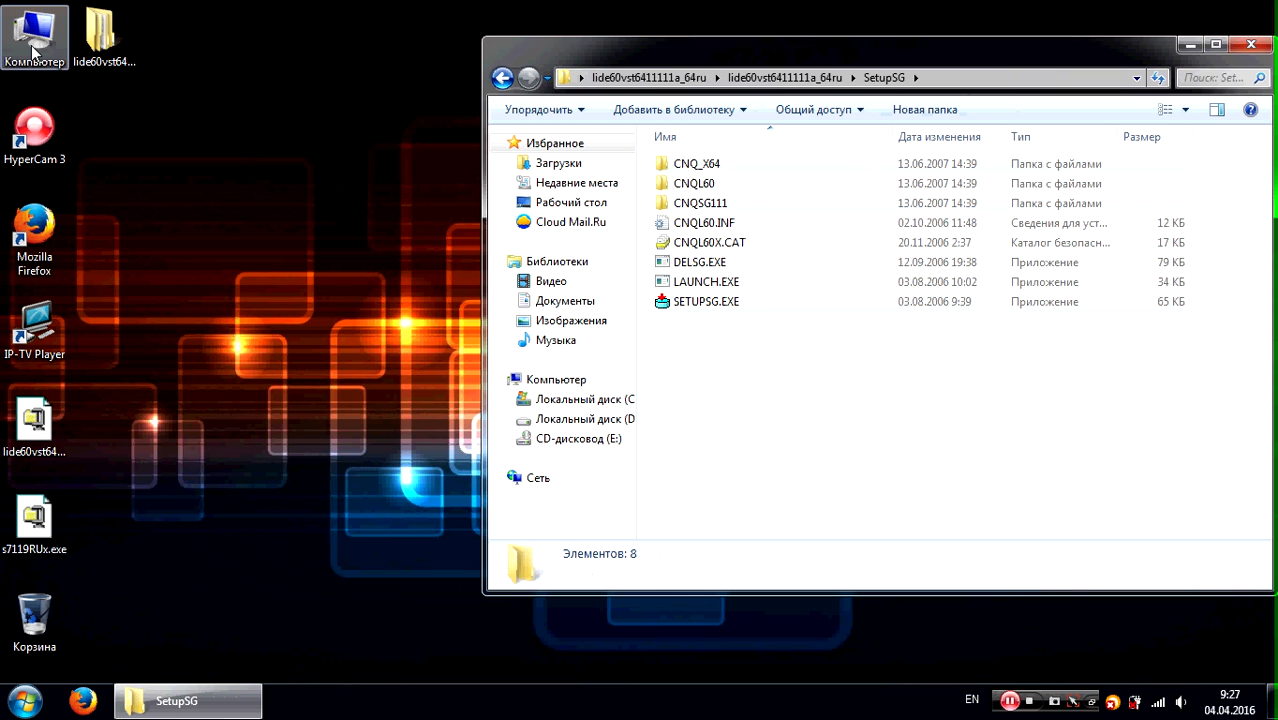 Компьютер
lide60vst64...
HyperCam 3
Mozilla
Firefox
IP-TV Player
lide60vst64...
s7119RUx.exe
Корзина
lide60vst6411111a_64ru
lide60vst6411111a_64ru
SetupSG
Поиск: Set...
Упорядочить
Добавить в библиотеку
Общий доступ
Новая папка
Избранное
Загрузки
Недавние места
Рабочий стол
Cloud Mail.Ru
Библиотеки
Видео
Документы
Изображения
Музыка
Компьютер
Локальный диск (C
Локальный диск (D
CD-дисковод (E:)
Сеть
Имя Дата изменения Тип Размер
CNQ_X64 13.06.2007 14:39 Папка с файлами
CNQL60 13.06.2007 14:39 Папка с файлами
CNQSG111 13.06.2007 14:39 Папка с файлами
CNQL60.INF 02.10.2006 11:48 Сведения для уст... 12 КБ
CNQL60X.CAT 20.11.2006 2:37 Каталог безопасн... 17 КБ
DELSG.EXE 12.09.2006 19:38 Приложение 79 КБ
LAUNCH.EXE 03.08.2006 10:02 Приложение 34 КБ
SETUPSG.EXE 03.08.2006 9:39 Приложение 65 КБ
Элементов: 8
SetupSG
EN
9:27
04.04.2016